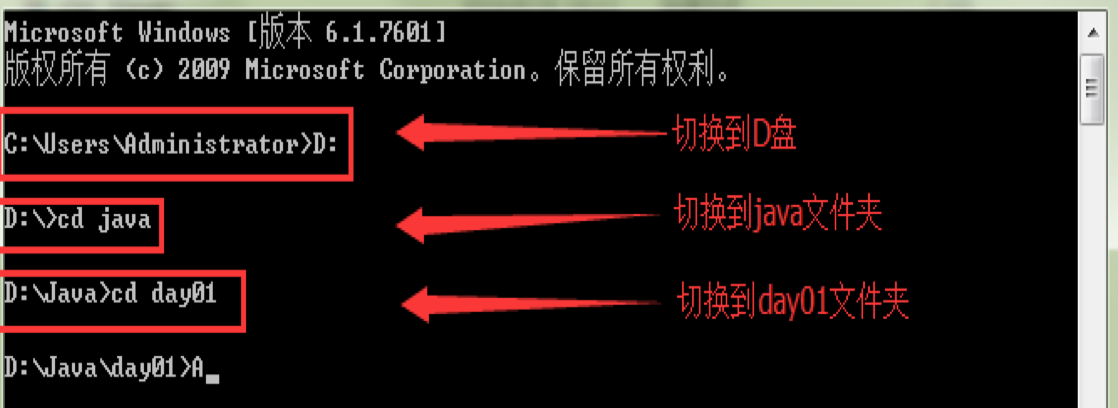 Microsoft Windows [版本 6.1.7601]
版权所有 (c) 2009 Microsoft Corporation。保留所有权利。
C:\Users\Administrator>D:
切换到D盘
D:\>cd java
切换到java文件夹
D:\Java>cd day01
切换到day01文件夹
D:\Java\day01>A_